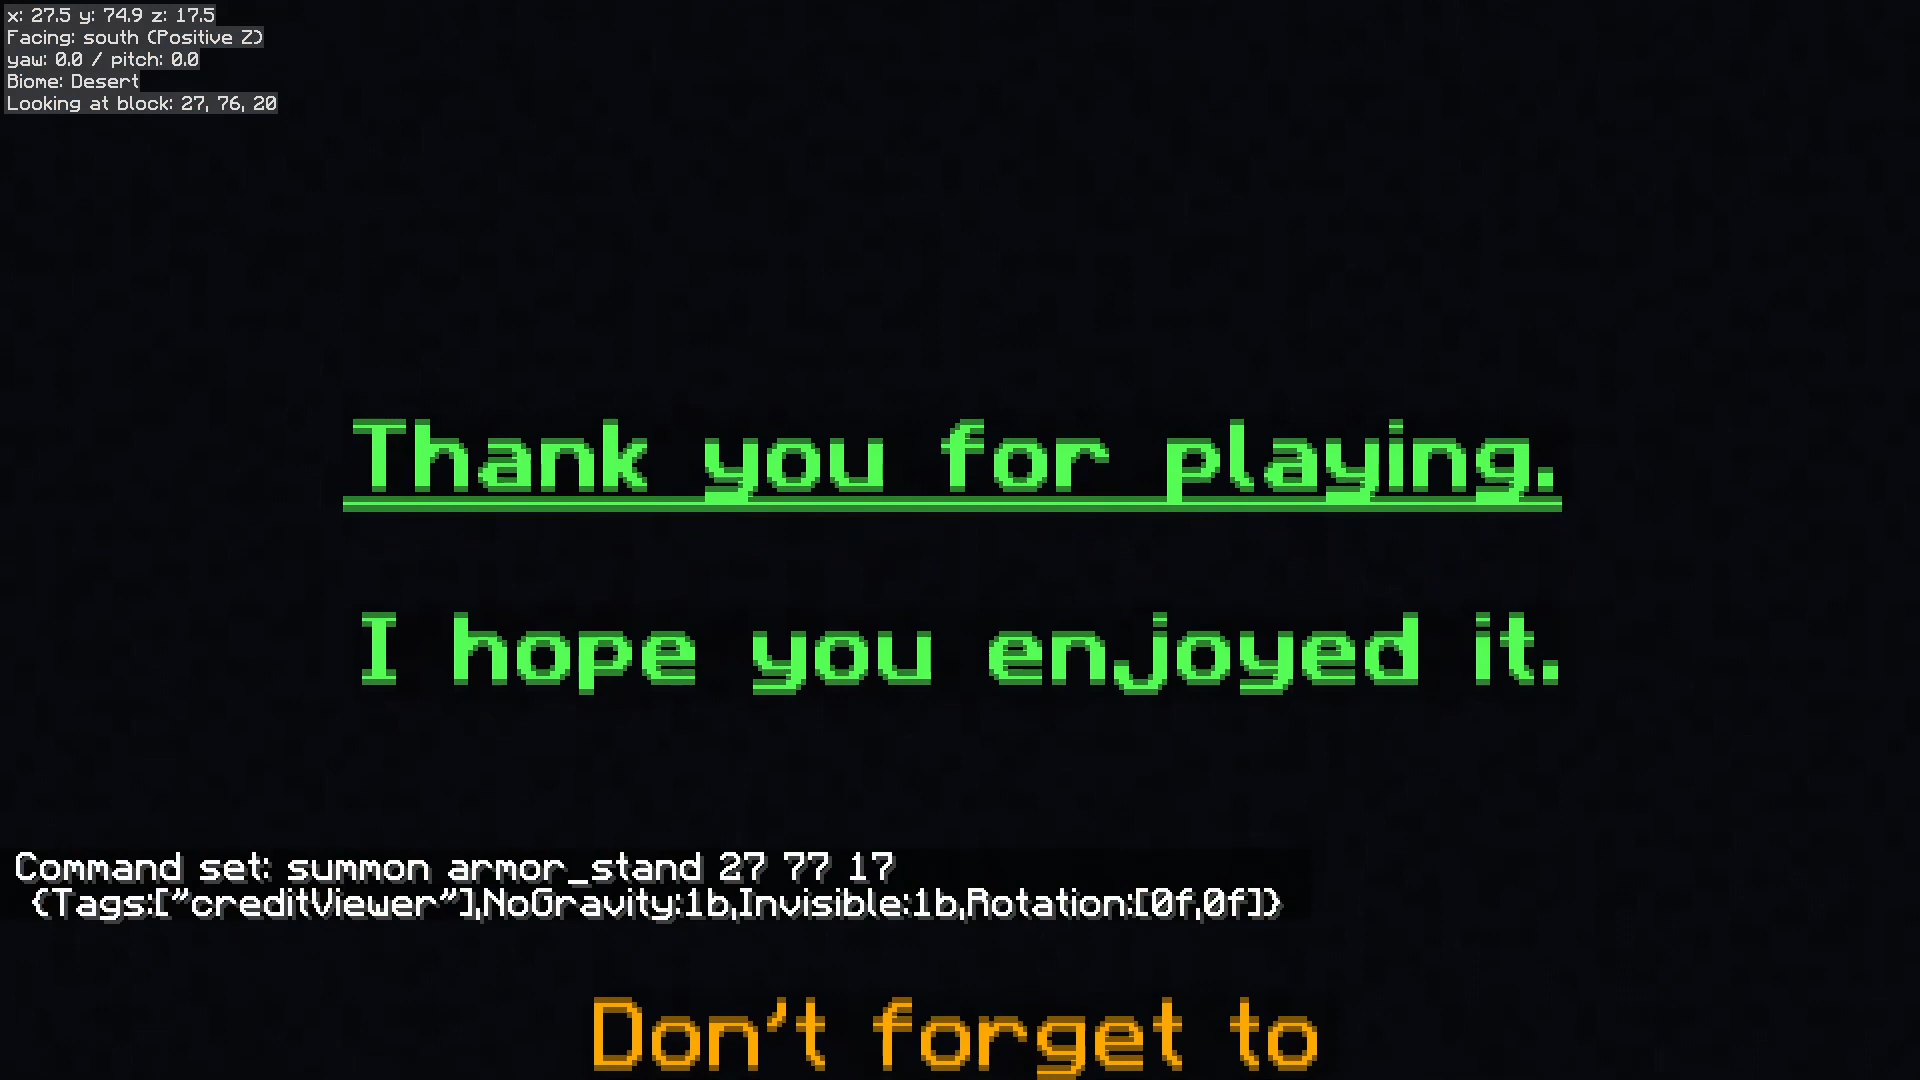 x: 27.5 y: 74.9 z: 17.5
Facing: south (Positive Z)
yaw: 0.0 / pitch: 0.0
Biome: Desert
Looking at block: 27, 76, 20
Thank you for playing.
I hope you enjoyed it.
Command set: summon armor_stand 27 77 17
{Tags:["creditViewer"],NoGravity:1b,Invisible:1b,Rotation:[0f,0f]}
Don't forget to